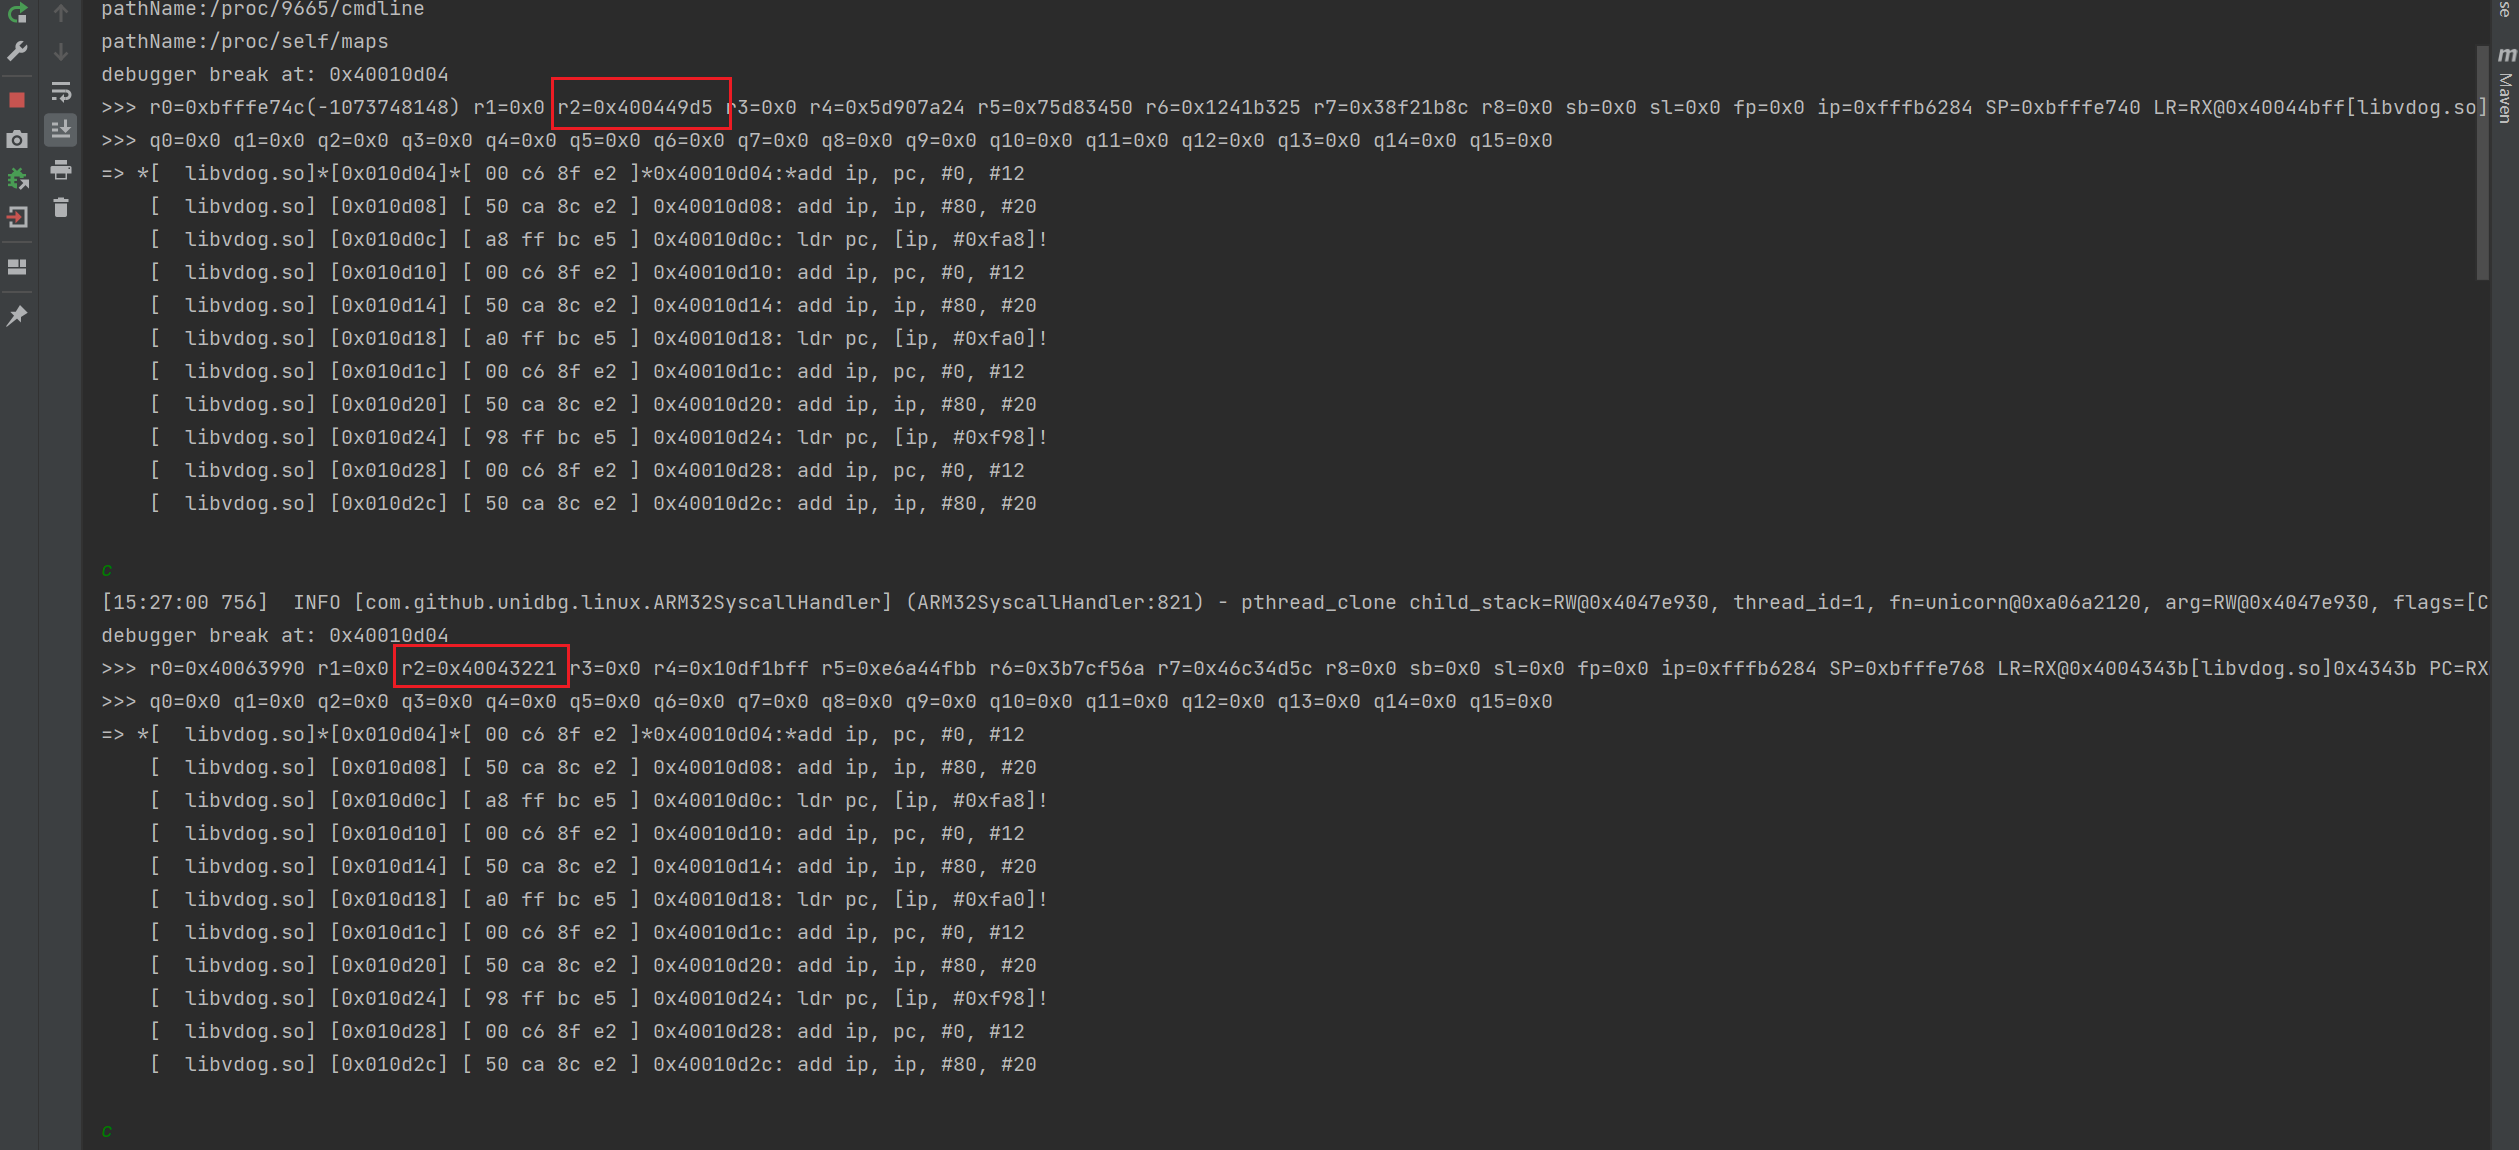 pathName:/proc/9665/cmdline
pathName:/proc/self/maps
debugger break at: 0x40010d04
>>> r0=0xbfffe74c(-1073748148) r1=0x0 r2=0x400449d5 r3=0x0 r4=0x5d907a24 r5=0x75d83450 r6=0x1241b325 r7=0x38f21b8c r8=0x0 sb=0x0 sl=0x0 fp=0x0 ip=0xfffb6284 SP=0xbfffe740 LR=RX@0x40044bff[libvdog.so]
>>> q0=0x0 q1=0x0 q2=0x0 q3=0x0 q4=0x0 q5=0x0 q6=0x0 q7=0x0 q8=0x0 q9=0x0 q10=0x0 q11=0x0 q12=0x0 q13=0x0 q14=0x0 q15=0x0
=> *[  libvdog.so]*[0x010d04]*[ 00 c6 8f e2 ]*0x40010d04:*add ip, pc, #0, #12
[  libvdog.so] [0x010d08] [ 50 ca 8c e2 ] 0x40010d08: add ip, ip, #80, #20
[  libvdog.so] [0x010d0c] [ a8 ff bc e5 ] 0x40010d0c: ldr pc, [ip, #0xfa8]!
[  libvdog.so] [0x010d10] [ 00 c6 8f e2 ] 0x40010d10: add ip, pc, #0, #12
[  libvdog.so] [0x010d14] [ 50 ca 8c e2 ] 0x40010d14: add ip, ip, #80, #20
[  libvdog.so] [0x010d18] [ a0 ff bc e5 ] 0x40010d18: ldr pc, [ip, #0xfa0]!
[  libvdog.so] [0x010d1c] [ 00 c6 8f e2 ] 0x40010d1c: add ip, pc, #0, #12
[  libvdog.so] [0x010d20] [ 50 ca 8c e2 ] 0x40010d20: add ip, ip, #80, #20
[  libvdog.so] [0x010d24] [ 98 ff bc e5 ] 0x40010d24: ldr pc, [ip, #0xf98]!
[  libvdog.so] [0x010d28] [ 00 c6 8f e2 ] 0x40010d28: add ip, pc, #0, #12
[  libvdog.so] [0x010d2c] [ 50 ca 8c e2 ] 0x40010d2c: add ip, ip, #80, #20
c
[15:27:00 756]  INFO [com.github.unidbg.linux.ARM32SyscallHandler] (ARM32SyscallHandler:821) - pthread_clone child_stack=RW@0x4047e930, thread_id=1, fn=unicorn@0xa06a2120, arg=RW@0x4047e930, flags=[C
debugger break at: 0x40010d04
>>> r0=0x40063990 r1=0x0 r2=0x40043221 r3=0x0 r4=0x10df1bff r5=0xe6a44fbb r6=0x3b7cf56a r7=0x46c34d5c r8=0x0 sb=0x0 sl=0x0 fp=0x0 ip=0xfffb6284 SP=0xbfffe768 LR=RX@0x4004343b[libvdog.so]0x4343b PC=RX
>>> q0=0x0 q1=0x0 q2=0x0 q3=0x0 q4=0x0 q5=0x0 q6=0x0 q7=0x0 q8=0x0 q9=0x0 q10=0x0 q11=0x0 q12=0x0 q13=0x0 q14=0x0 q15=0x0
=> *[  libvdog.so]*[0x010d04]*[ 00 c6 8f e2 ]*0x40010d04:*add ip, pc, #0, #12
[  libvdog.so] [0x010d08] [ 50 ca 8c e2 ] 0x40010d08: add ip, ip, #80, #20
[  libvdog.so] [0x010d0c] [ a8 ff bc e5 ] 0x40010d0c: ldr pc, [ip, #0xfa8]!
[  libvdog.so] [0x010d10] [ 00 c6 8f e2 ] 0x40010d10: add ip, pc, #0, #12
[  libvdog.so] [0x010d14] [ 50 ca 8c e2 ] 0x40010d14: add ip, ip, #80, #20
[  libvdog.so] [0x010d18] [ a0 ff bc e5 ] 0x40010d18: ldr pc, [ip, #0xfa0]!
[  libvdog.so] [0x010d1c] [ 00 c6 8f e2 ] 0x40010d1c: add ip, pc, #0, #12
[  libvdog.so] [0x010d20] [ 50 ca 8c e2 ] 0x40010d20: add ip, ip, #80, #20
[  libvdog.so] [0x010d24] [ 98 ff bc e5 ] 0x40010d24: ldr pc, [ip, #0xf98]!
[  libvdog.so] [0x010d28] [ 00 c6 8f e2 ] 0x40010d28: add ip, pc, #0, #12
[  libvdog.so] [0x010d2c] [ 50 ca 8c e2 ] 0x40010d2c: add ip, ip, #80, #20
c
se
m Maven